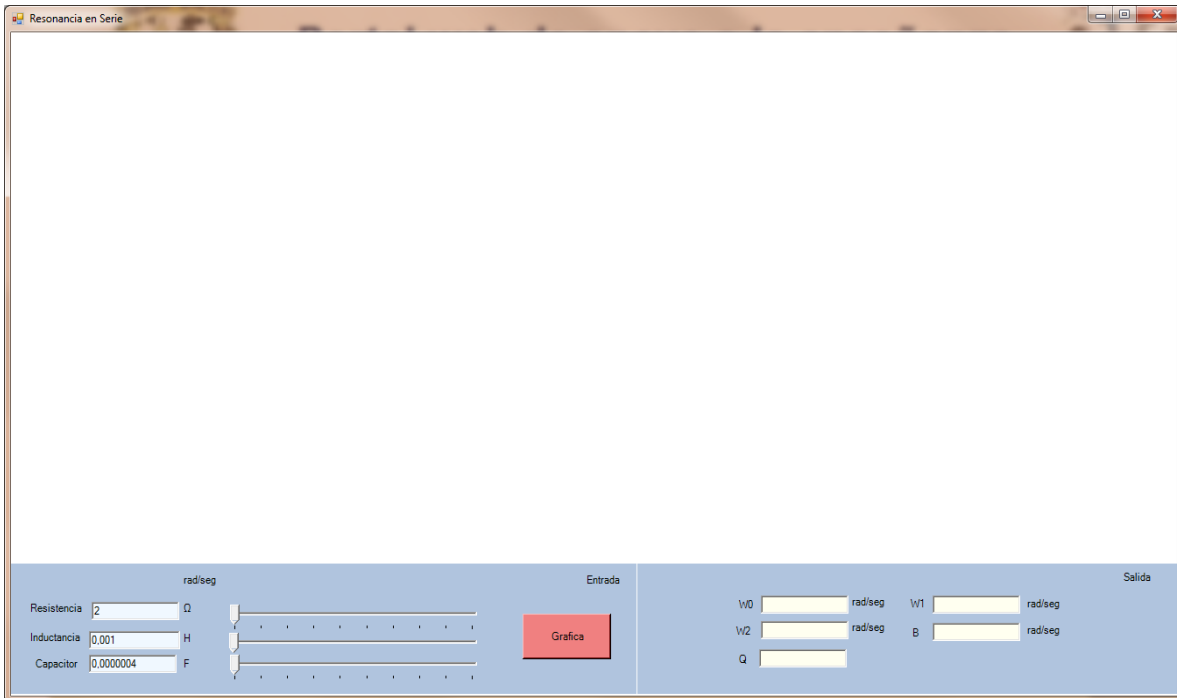 Resonancia en Serie
rad/seg
Entrada
Resistencia 2 Ω
Inductancia 0,001 H
Capacitor 0,0000004 F
Grafica
Salida
W0 rad/seg W1 rad/seg
W2 rad/seg B rad/seg
Q